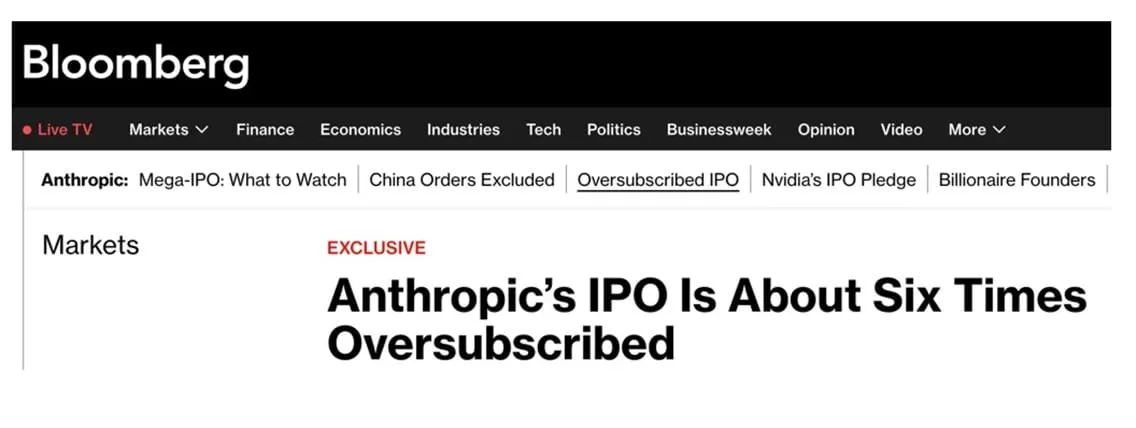 Bloomberg
Live TV Markets Finance Economics Industries Tech Politics Businessweek Opinion Video More
Anthropic: Mega-IPO: What to Watch China Orders Excluded Oversubscribed IPO Nvidia's IPO Pledge Billionaire Founders
Markets
EXCLUSIVE
Anthropic’s IPO Is About Six Times
Oversubscribed